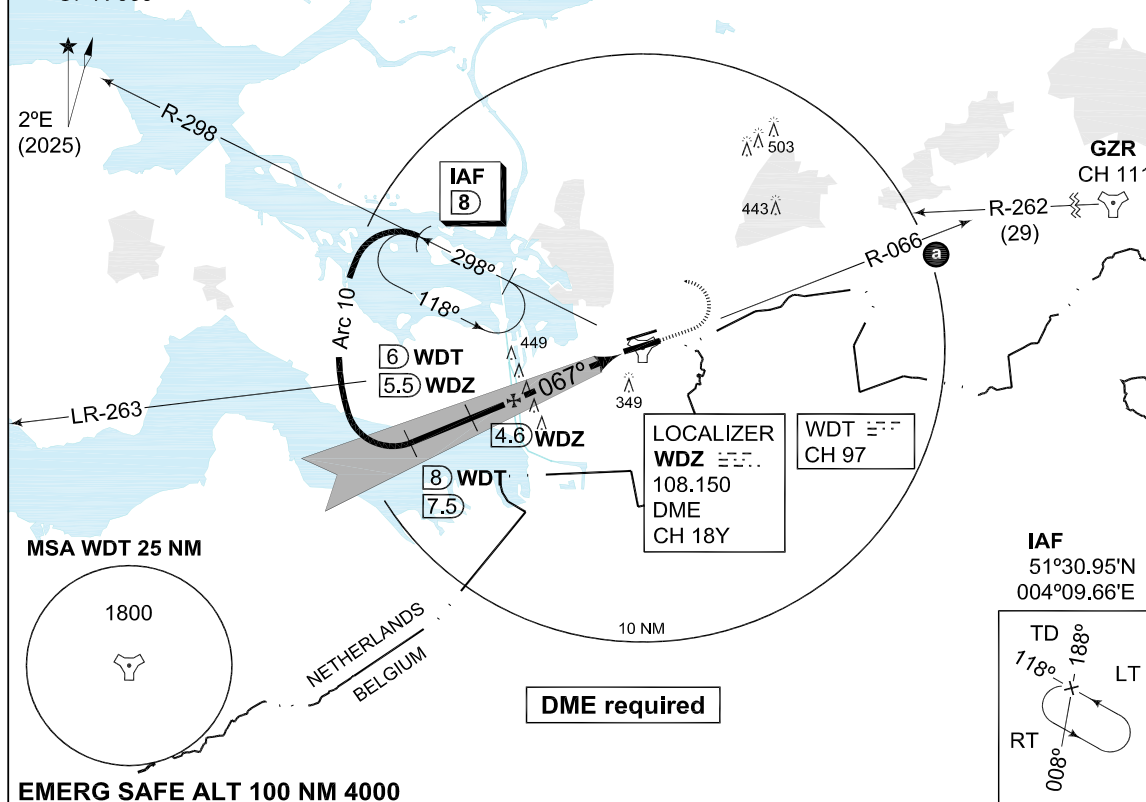 2ºE
(2025)
R-298
IAF
8
298º
118º
Arc 10
503
443
GZR
CH 111
R-262
(29)
R-066
a
6 WDT
5.5 WDZ
449
067º
349
LR-263
4.6 WDZ
8 WDT
7.5
LOCALIZER
WDZ
108.150
DME
CH 18Y
WDT
CH 97
MSA WDT 25 NM
1800
NETHERLANDS
BELGIUM
10 NM
DME required
IAF
51º30.95'N
004º09.66'E
TD
118º
188º
LT
RT
008º
EMERG SAFE ALT 100 NM 4000